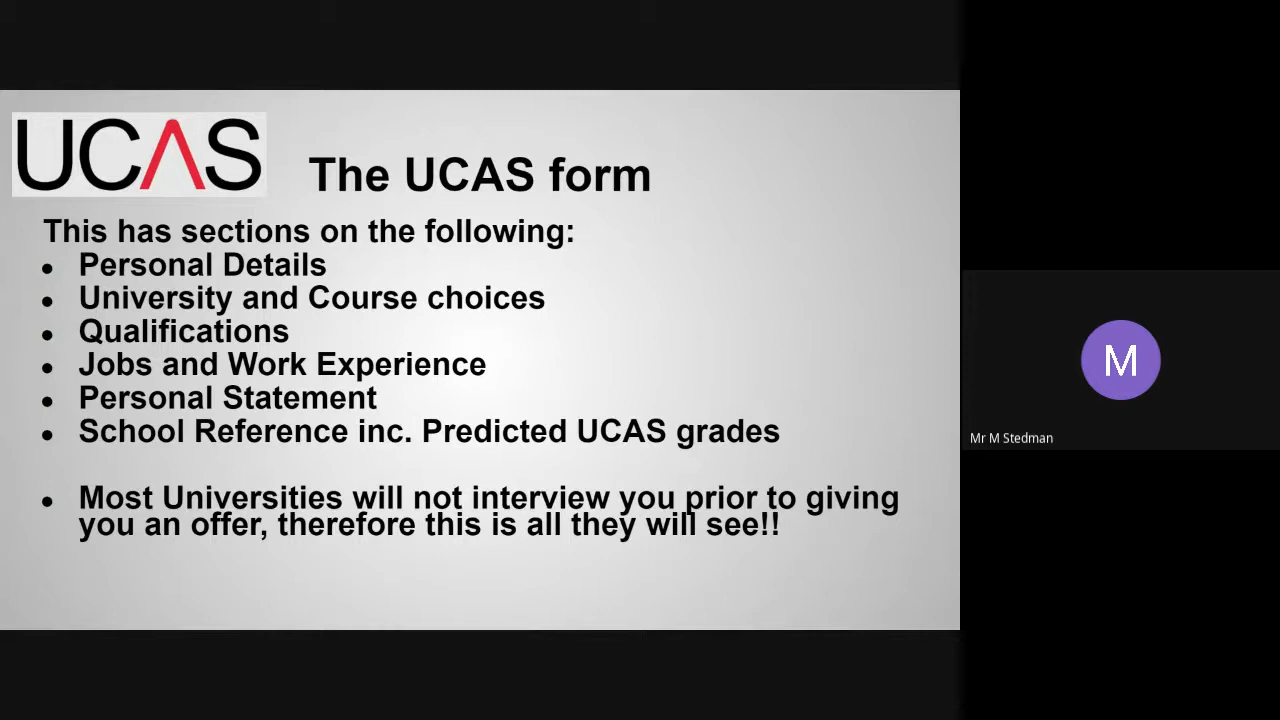 UCAS
The UCAS form
This has sections on the following:
• Personal Details
• University and Course choices
• Qualifications
• Jobs and Work Experience
• Personal Statement
• School Reference inc. Predicted UCAS grades
• Most Universities will not interview you prior to giving
you an offer, therefore this is all they will see!!
M
Mr M Stedman